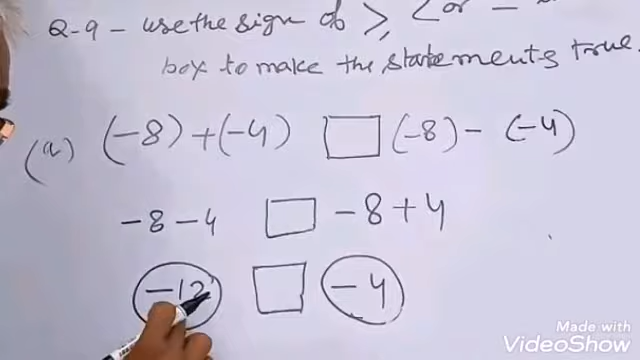 Q-9 - use the sign of >, < or =
box to make the statements true.
(a) (-8)+(-4) □ (-8)-(-4)
-8-4 □ -8+4
-12 □ -4
Made with
VideoShow